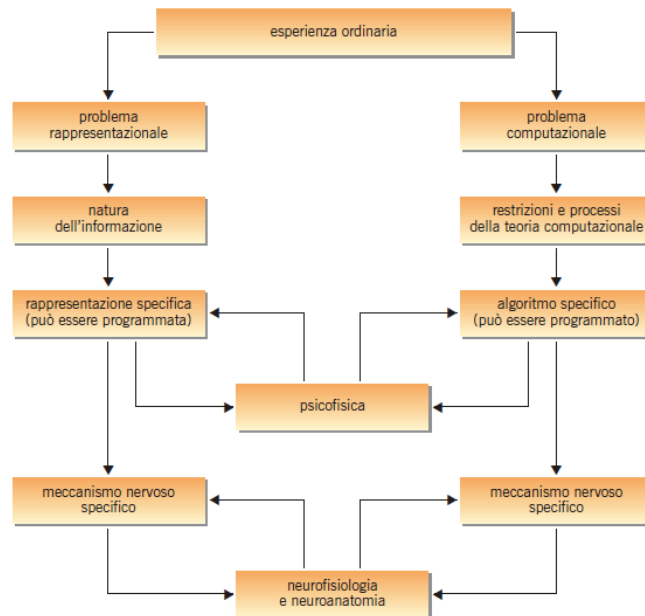 esperienza ordinaria
problema
rappresentazionale
problema
computazionale
natura
dell'informazione
restrizioni e processi
della teoria computazionale
rappresentazione specifica
(può essere programmata)
algoritmo specifico
(può essere programmato)
psicofisica
meccanismo nervoso
specifico
meccanismo nervoso
specifico
neurofisiologia
e neuroanatomia